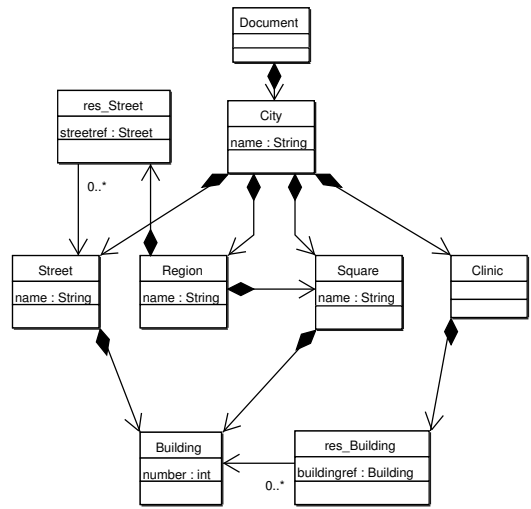 Document
City
name : String
res_Street
streetref : Street
0..*
Street
name : String
Region
name : String
Square
name : String
Clinic
Building
number : int
res_Building
buildingref : Building
0..*